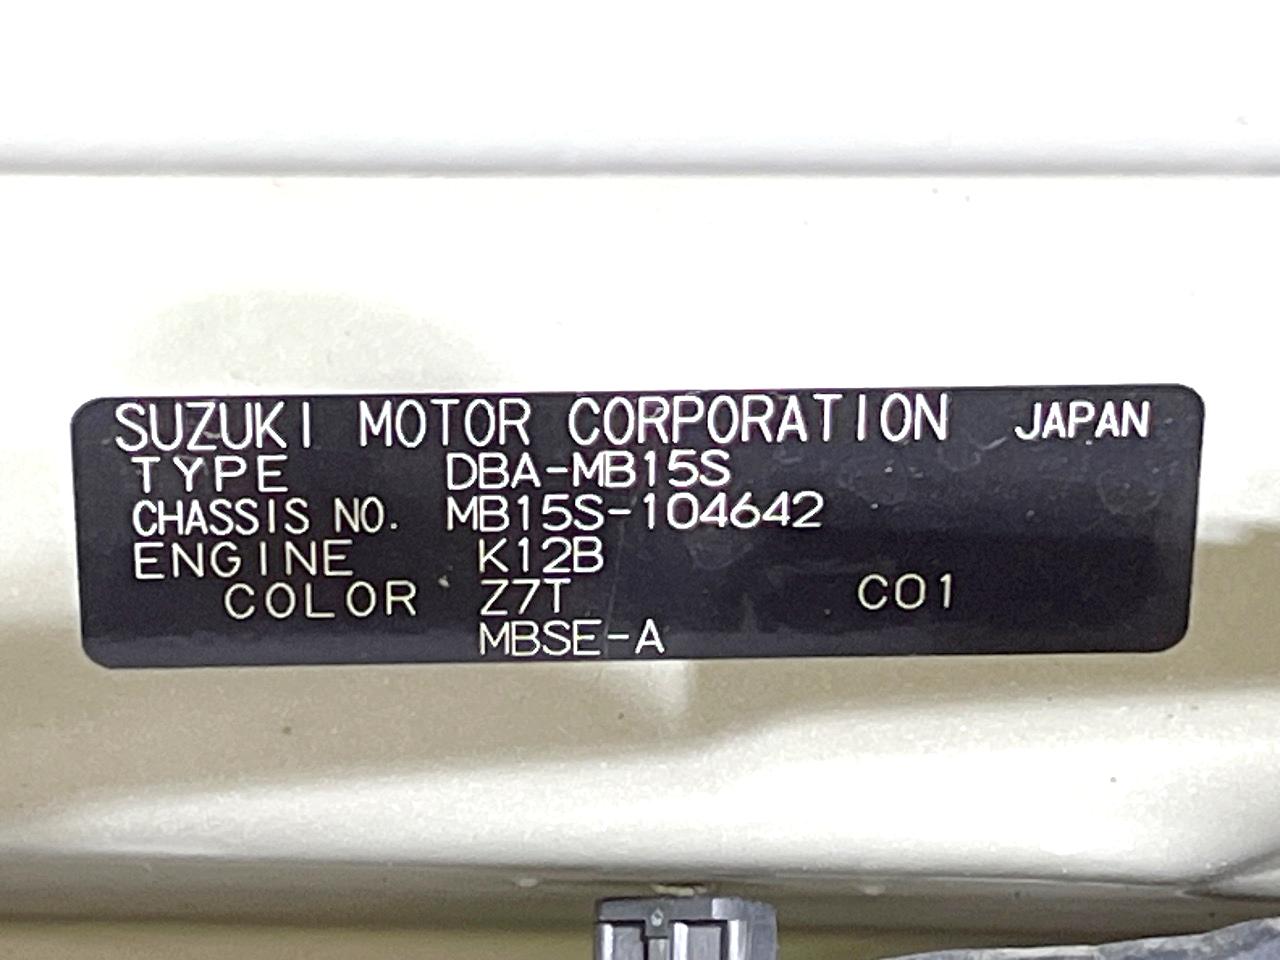 SUZUKI MOTOR CORPORATION JAPAN
TYPE DBA-MB15S
CHASSIS NO. MB15S-104642
ENGINE K12B
COLOR Z7T C01
MBSE-A